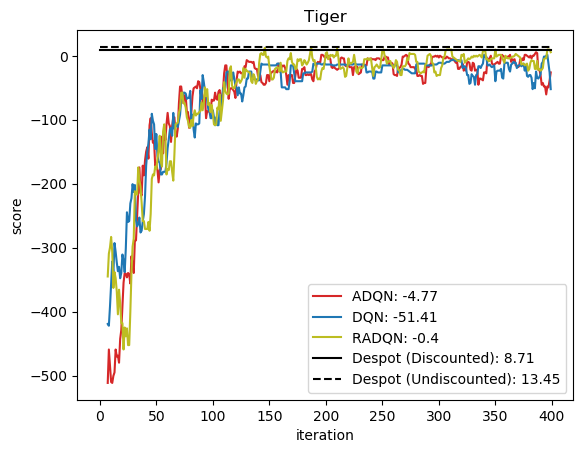 Tiger
score
0
−100
−200
−300
−400
−500
ADQN: -4.77
DQN: -51.41
RADQN: -0.4
Despot (Discounted): 8.71
Despot (Undiscounted): 13.45
0 50 100 150 200 250 300 350 400
iteration